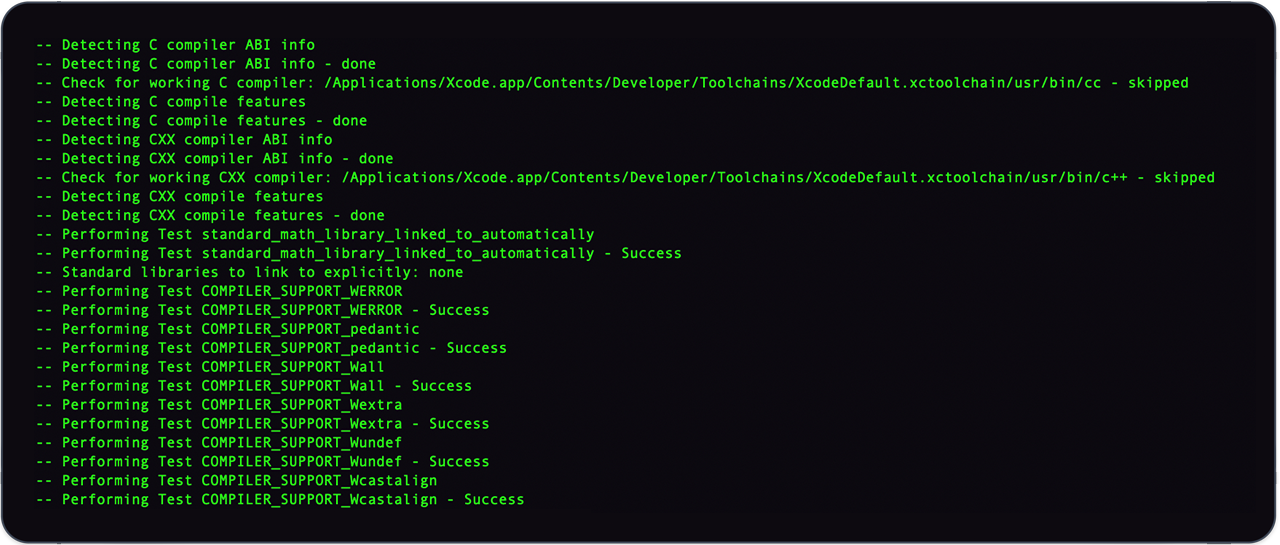 -- Detecting C compiler ABI info
-- Detecting C compiler ABI info - done
-- Check for working C compiler: /Applications/Xcode.app/Contents/Developer/Toolchains/XcodeDefault.xctoolchain/usr/bin/cc - skipped
-- Detecting C compile features
-- Detecting C compile features - done
-- Detecting CXX compiler ABI info
-- Detecting CXX compiler ABI info - done
-- Check for working CXX compiler: /Applications/Xcode.app/Contents/Developer/Toolchains/XcodeDefault.xctoolchain/usr/bin/c++ - skipped
-- Detecting CXX compile features
-- Detecting CXX compile features - done
-- Performing Test standard_math_library_linked_to_automatically
-- Performing Test standard_math_library_linked_to_automatically - Success
-- Standard libraries to link to explicitly: none
-- Performing Test COMPILER_SUPPORT_WERROR
-- Performing Test COMPILER_SUPPORT_WERROR - Success
-- Performing Test COMPILER_SUPPORT_pedantic
-- Performing Test COMPILER_SUPPORT_pedantic - Success
-- Performing Test COMPILER_SUPPORT_Wall
-- Performing Test COMPILER_SUPPORT_Wall - Success
-- Performing Test COMPILER_SUPPORT_Wextra
-- Performing Test COMPILER_SUPPORT_Wextra - Success
-- Performing Test COMPILER_SUPPORT_Wundef
-- Performing Test COMPILER_SUPPORT_Wundef - Success
-- Performing Test COMPILER_SUPPORT_Wcastalign
-- Performing Test COMPILER_SUPPORT_Wcastalign - Success